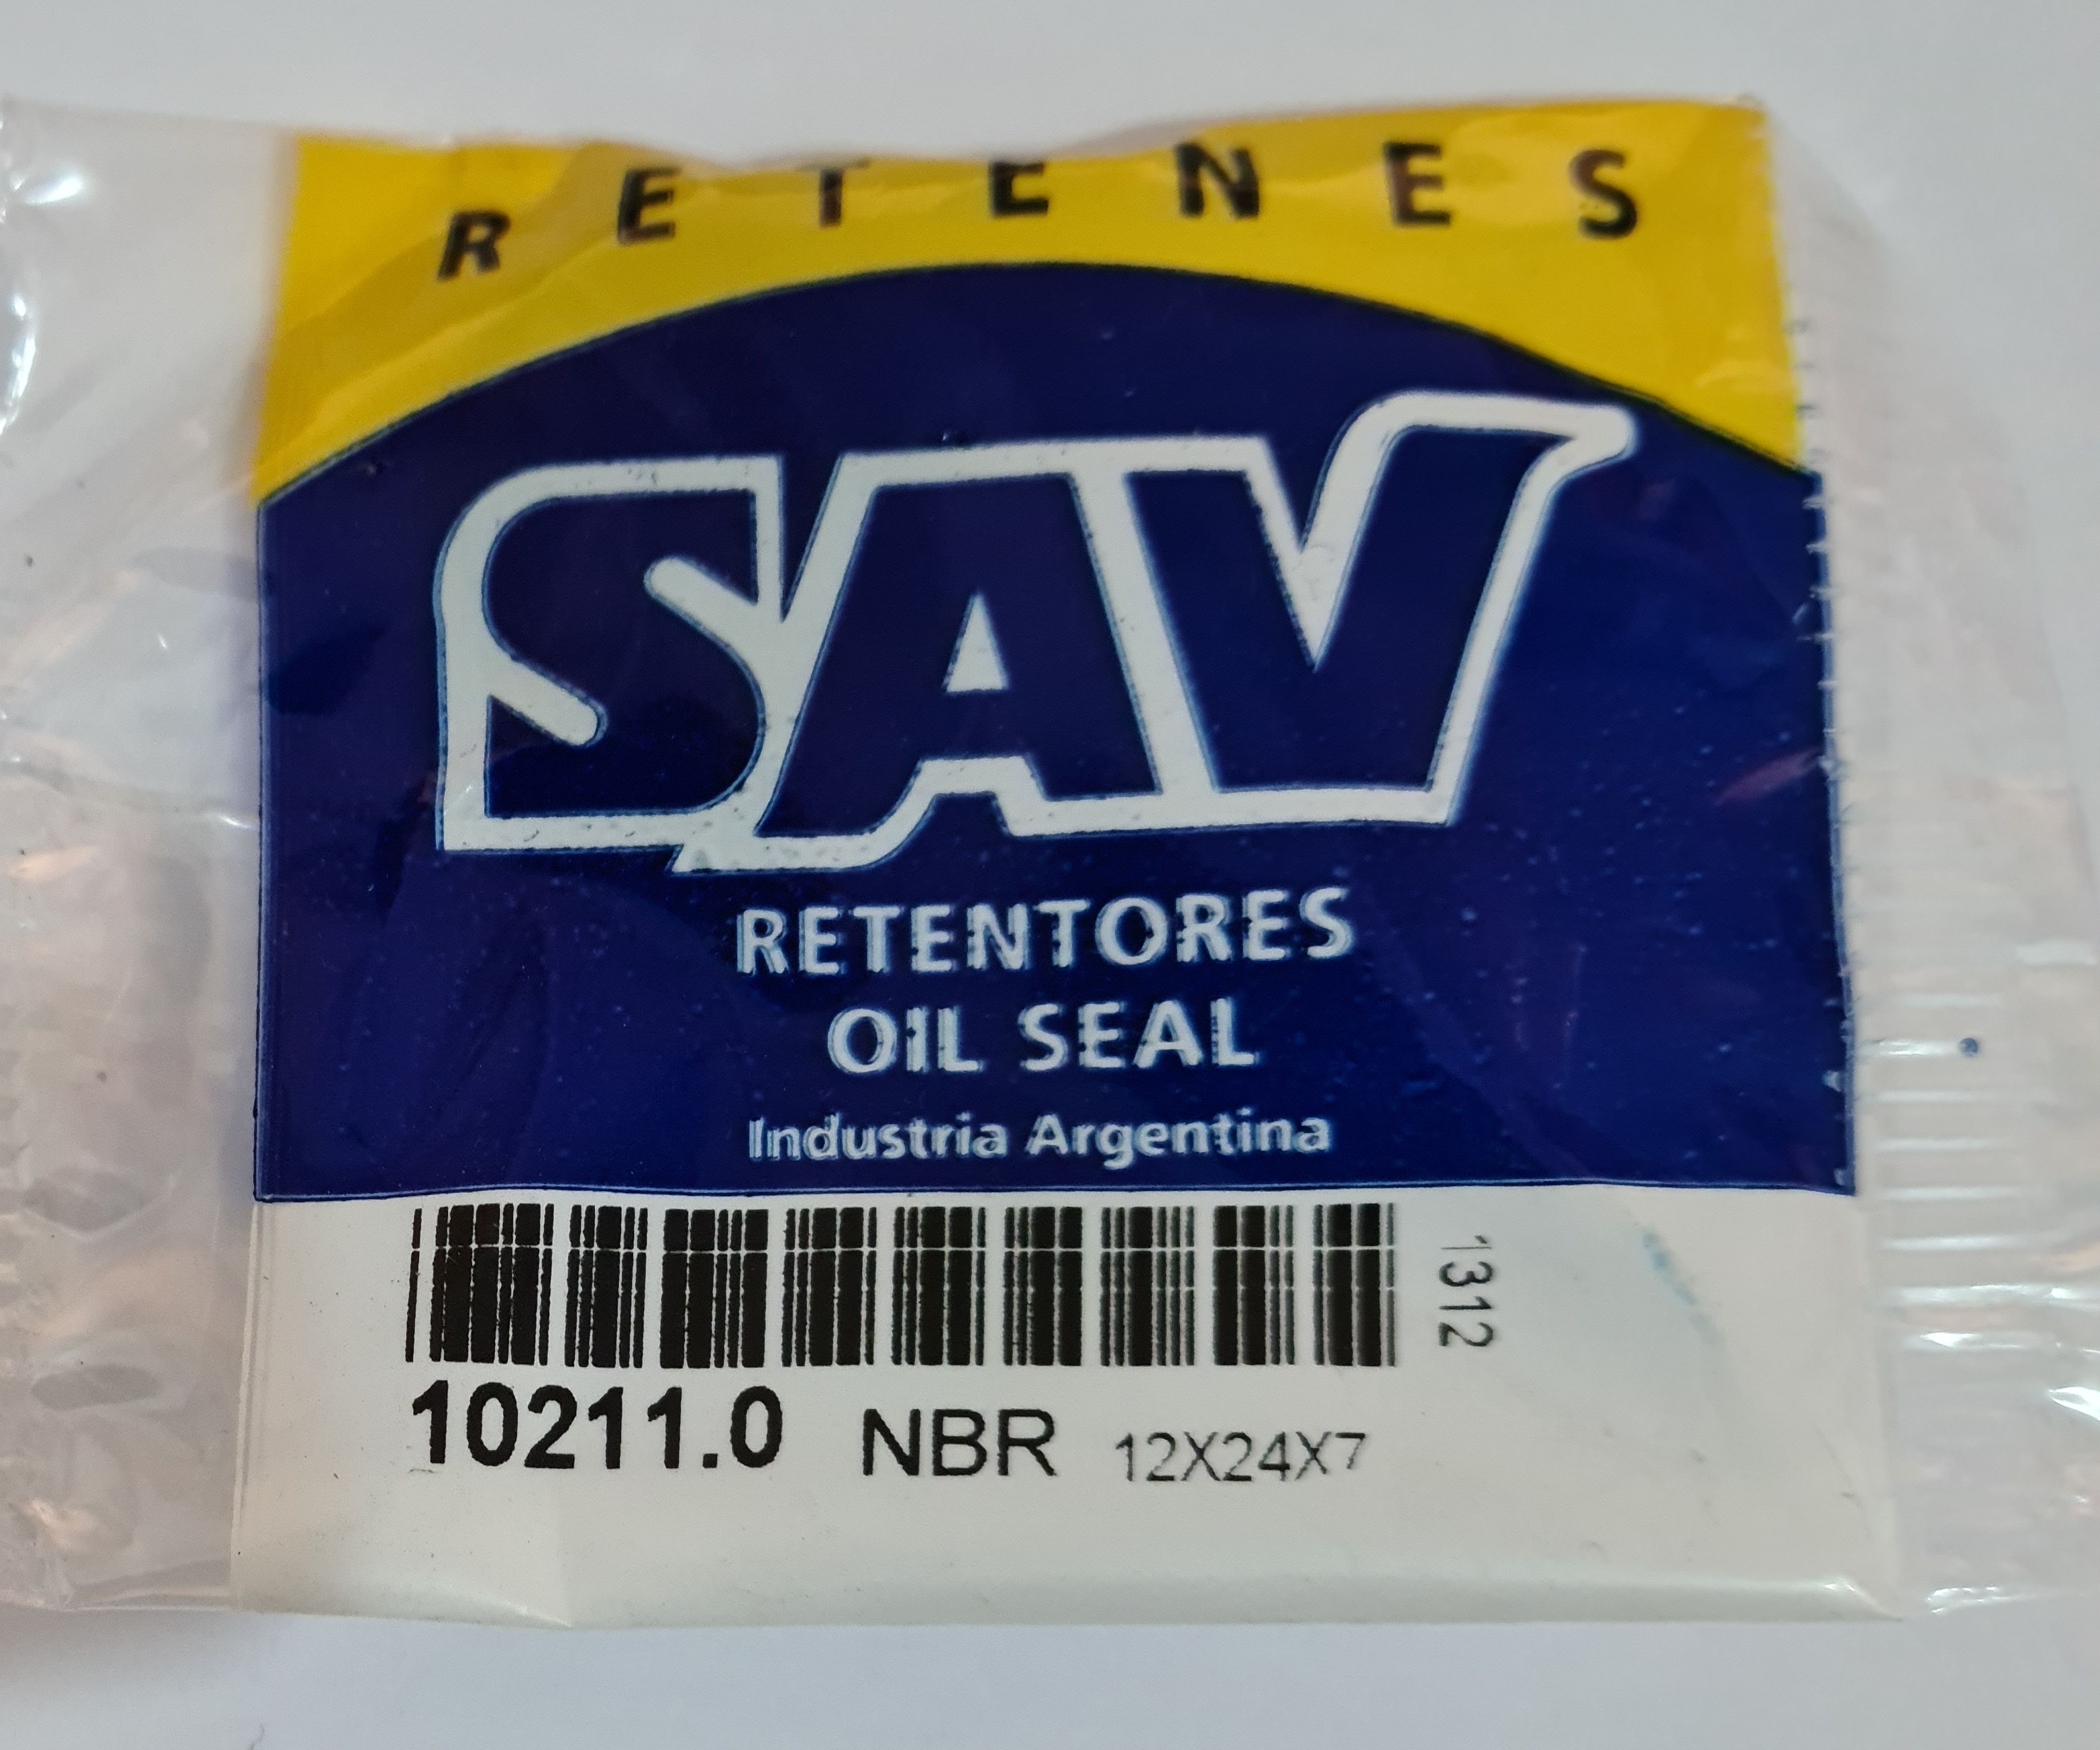 RETENES
SAV
RETENTORES
OIL SEAL
Industria Argentina
1312
10211.0 NBR 12X24X7